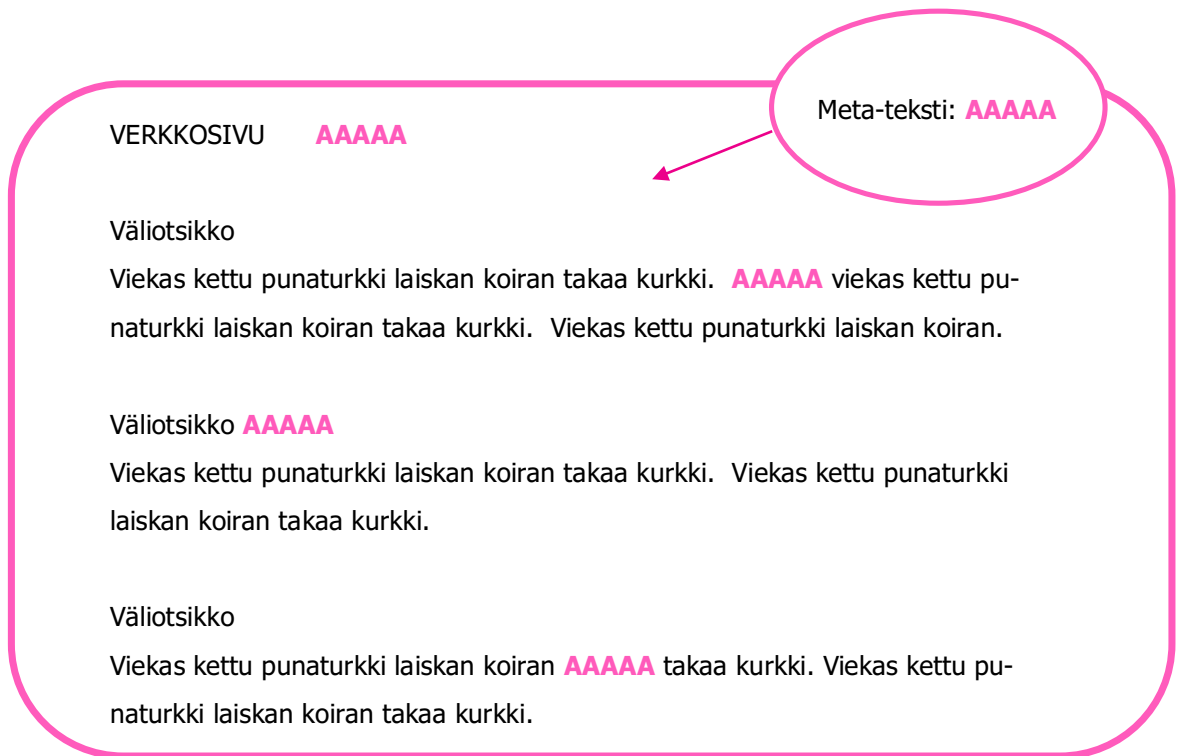 Meta-teksti: AAAAA
VERKKOSIVU AAAAA
Väliotsikko
Viekas kettu punaturkki laiskan koiran takaa kurkki. AAAAA viekas kettu pu-
naturkki laiskan koiran takaa kurkki. Viekas kettu punaturkki laiskan koiran.
Väliotsikko AAAAA
Viekas kettu punaturkki laiskan koiran takaa kurkki. Viekas kettu punaturkki
laiskan koiran takaa kurkki.
Väliotsikko
Viekas kettu punaturkki laiskan koiran AAAAA takaa kurkki. Viekas kettu pu-
naturkki laiskan koiran takaa kurkki.